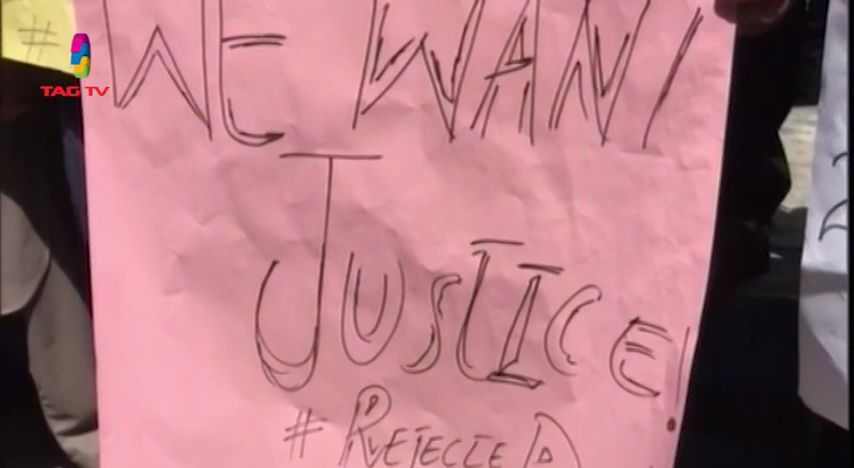 #
TAG TV
WE WANT
JUSTICE!
# REJECTED